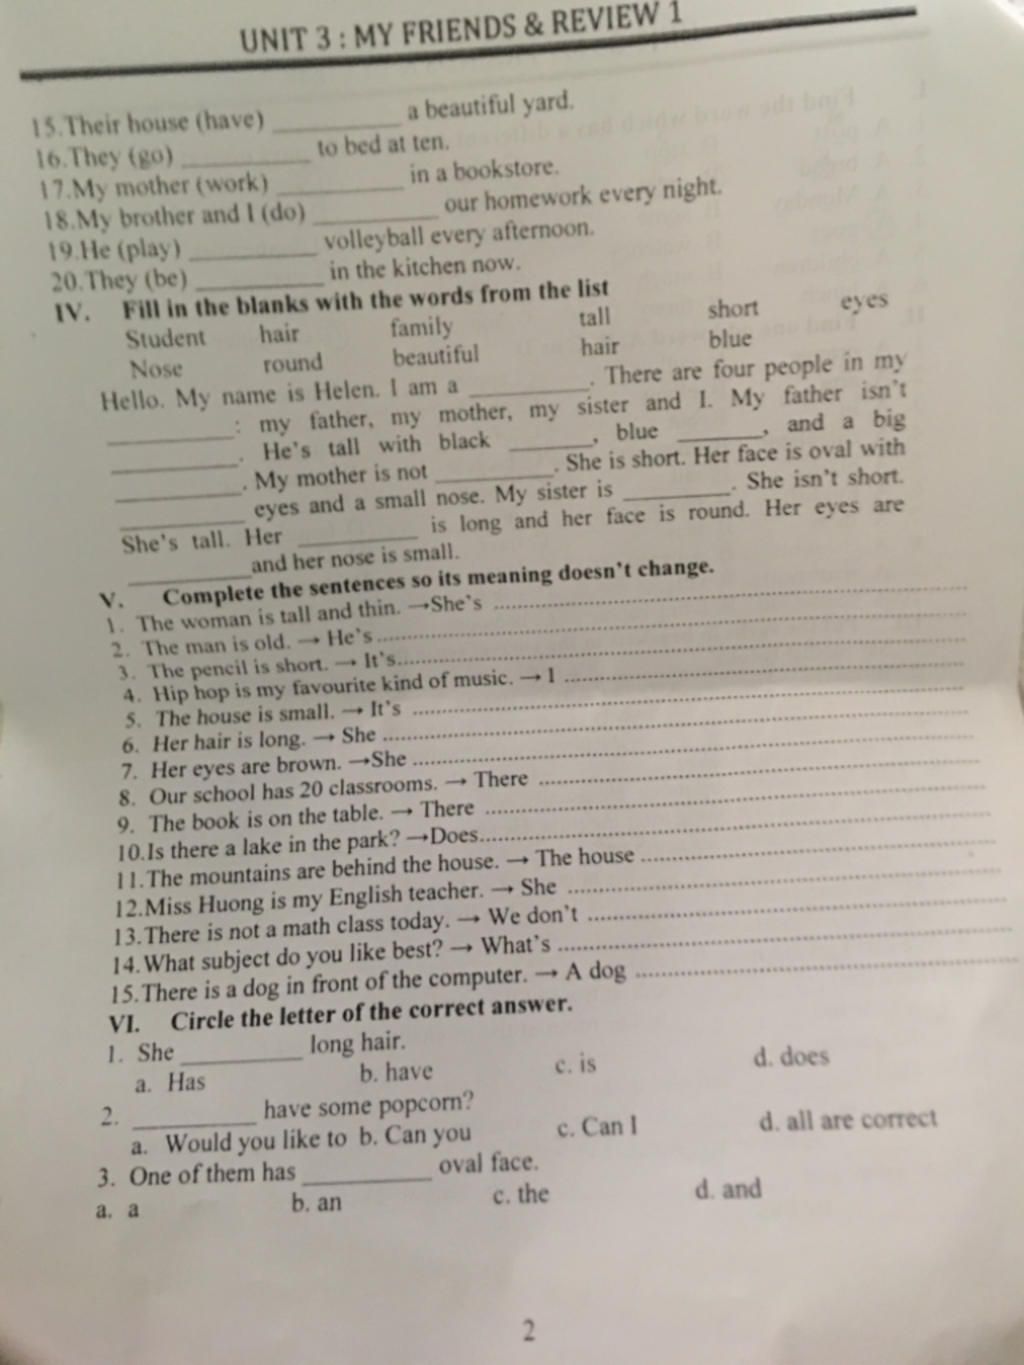 UNIT 3 : MY FRIENDS & REVIEW 1
15.Their house (have) __________ a beautiful yard.
16.They (go) __________ to bed at ten.
17.My mother (work) __________ in a bookstore.
18.My brother and I (do) __________ our homework every night.
19.He (play) __________ volleyball every afternoon.
20.They (be) __________ in the kitchen now.
IV. Fill in the blanks with the words from the list
Student hair family tall short eyes
Nose round beautiful hair blue
Hello. My name is Helen. I am a __________. There are four people in my
__________: my father, my mother, my sister and I. My father isn't
__________. He's tall with black _______, blue _______, and a big
__________. My mother is not __________. She is short. Her face is oval with
__________ eyes and a small nose. My sister is _________. She isn't short.
She's tall. Her __________ is long and her face is round. Her eyes are
__________and her nose is small.
V. Complete the sentences so its meaning doesn't change.
1. The woman is tall and thin. →She's ..........
2. The man is old. → He's..........
3. The pencil is short. → It's..........
4. Hip hop is my favourite kind of music. → I ..........
5. The house is small. → It's ..........
6. Her hair is long. → She ..........
7. Her eyes are brown. →She ..........
8. Our school has 20 classrooms. → There ..........
9. The book is on the table. → There ..........
10.Is there a lake in the park? →Does..........
11.The mountains are behind the house. → The house ..........
12.Miss Huong is my English teacher. → She ..........
13.There is not a math class today. → We don't ..........
14.What subject do you like best? → What's ..........
15.There is a dog in front of the computer. → A dog ..........
VI. Circle the letter of the correct answer.
1. She __________ long hair.
a. Has b. have c. is d. does
2. __________ have some popcorn?
a. Would you like to b. Can you c. Can I d. all are correct
3. One of them has __________ oval face.
a. a b. an c. the d. and
2